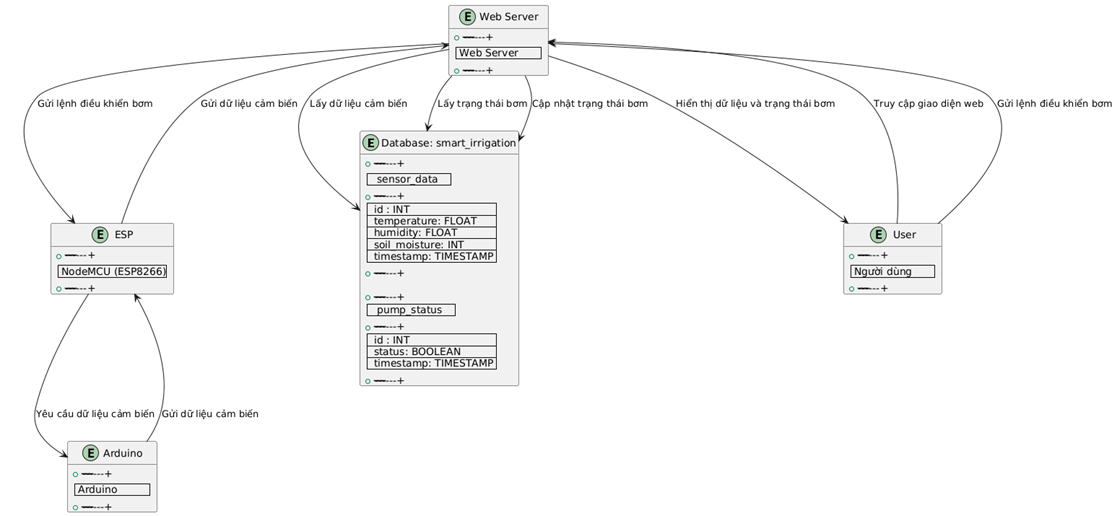 E Web Server
-----+
Web Server
-----+
Gửi lệnh điều khiển bơm
Gửi dữ liệu cảm biến
Lấy dữ liệu cảm biến
Lấy trạng thái bơm
Cập nhật trạng thái bơm
Hiển thị dữ liệu và trạng thái bơm
Truy cập giao diện web
Gửi lệnh điều khiển bơm
E Database: smart_irrigation
-----+
sensor_data
-----+
id : INT
temperature: FLOAT
humidity: FLOAT
soil_moisture: INT
timestamp: TIMESTAMP
-----+
-----+
pump_status
-----+
id : INT
status: BOOLEAN
timestamp: TIMESTAMP
-----+
E ESP
-----+
NodeMCU (ESP8266)
-----+
E User
-----+
Người dùng
-----+
Yêu cầu dữ liệu cảm biến
Gửi dữ liệu cảm biến
E Arduino
-----+
Arduino
-----+